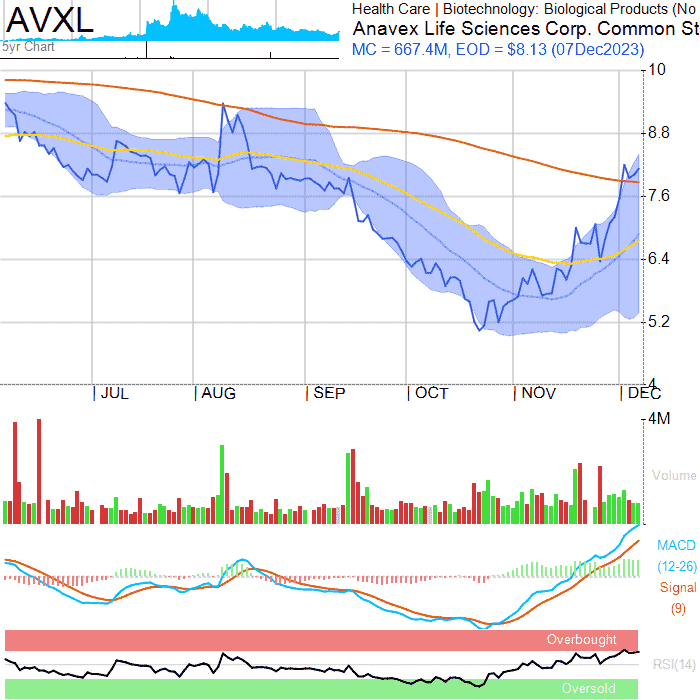 AVXL
5yr Chart
Health Care | Biotechnology: Biological Products (No
Anavex Life Sciences Corp. Common St
MC = 667.4M, EOD = $8.13 (07Dec2023)
10
8.8
7.6
6.4
5.2
4
JUL AUG SEP OCT NOV DEC
4M
Volume
MACD
(12-26)
Signal
(9)
Overbought
RSI(14)
Oversold